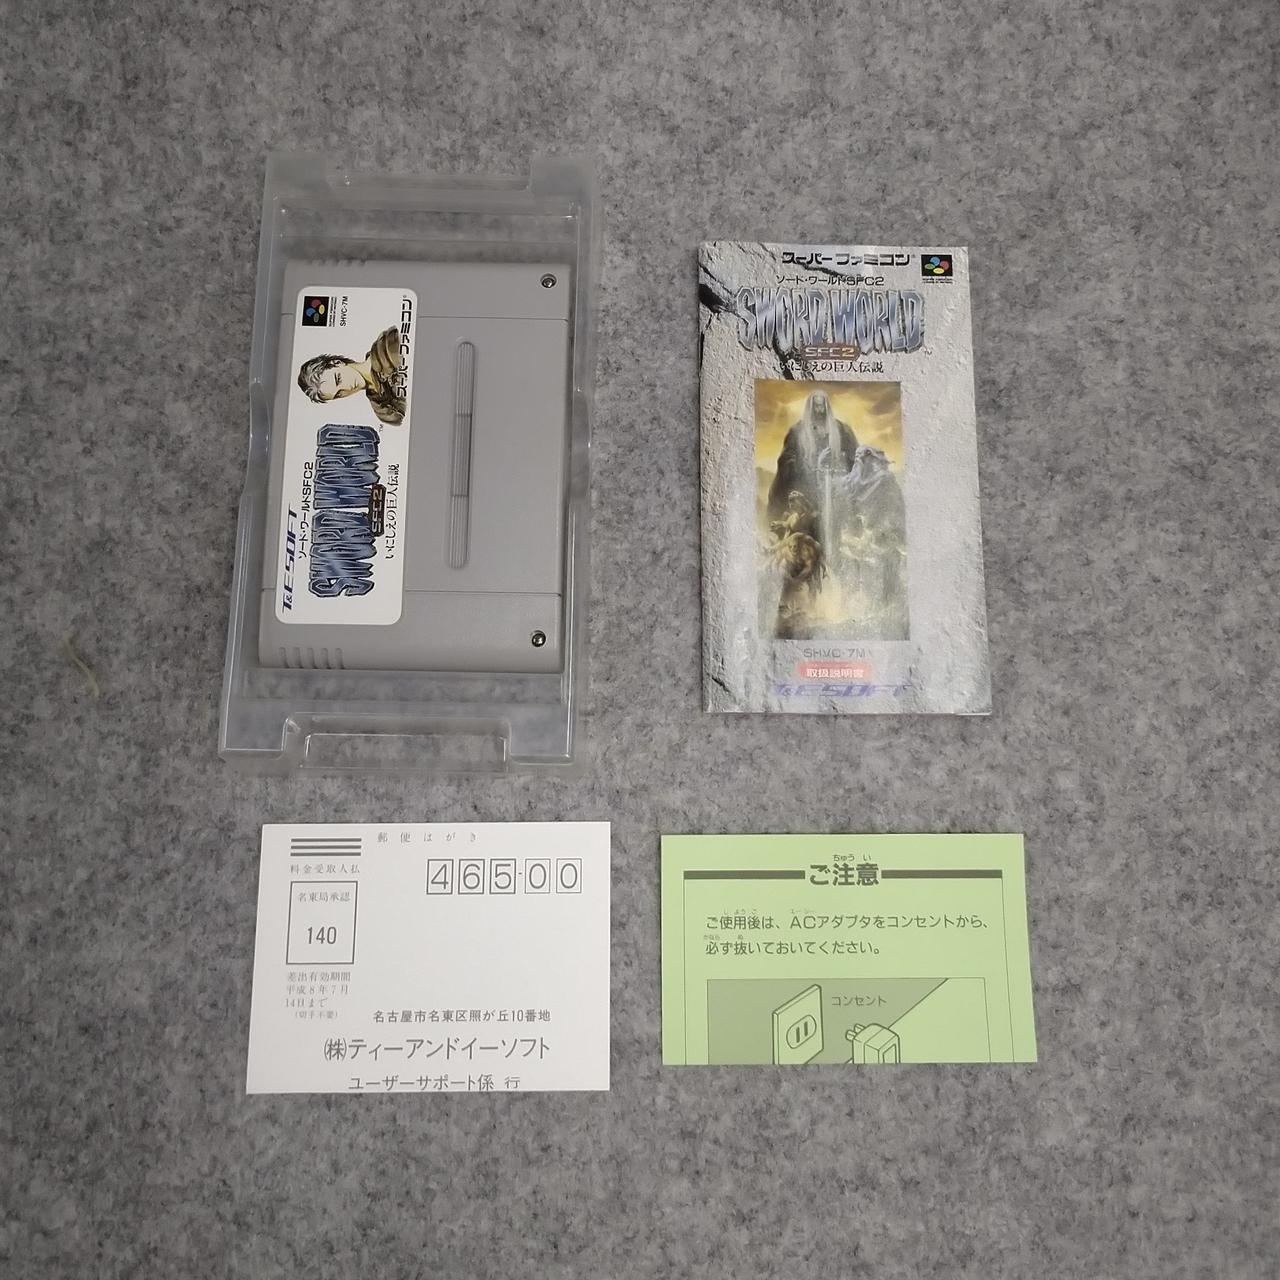 SHVC-7M
スーパーファミコン
T&E SOFT
ソード・ワールドSFC2
SWORD WORLD
SFC2
いにしえの巨人伝説
スーパーファミコン
ソード・ワールドSFC2
SWORD WORLD
SFC2
いにしえの巨人伝説
SHVC-7M
取扱説明書
T&E SOFT
郵便はがき
料金受取人払
465-00
名東局承認
140
差出有効期間
平成8年7月
14日まで
(切手不要)
名古屋市名東区照が丘10番地
(株)ティーアンドイーソフト
ユーザーサポート係 行
ちゅう い
ご注意
ご使用後は、ACアダプタをコンセントから、
必ず抜いておいてください。
コンセント